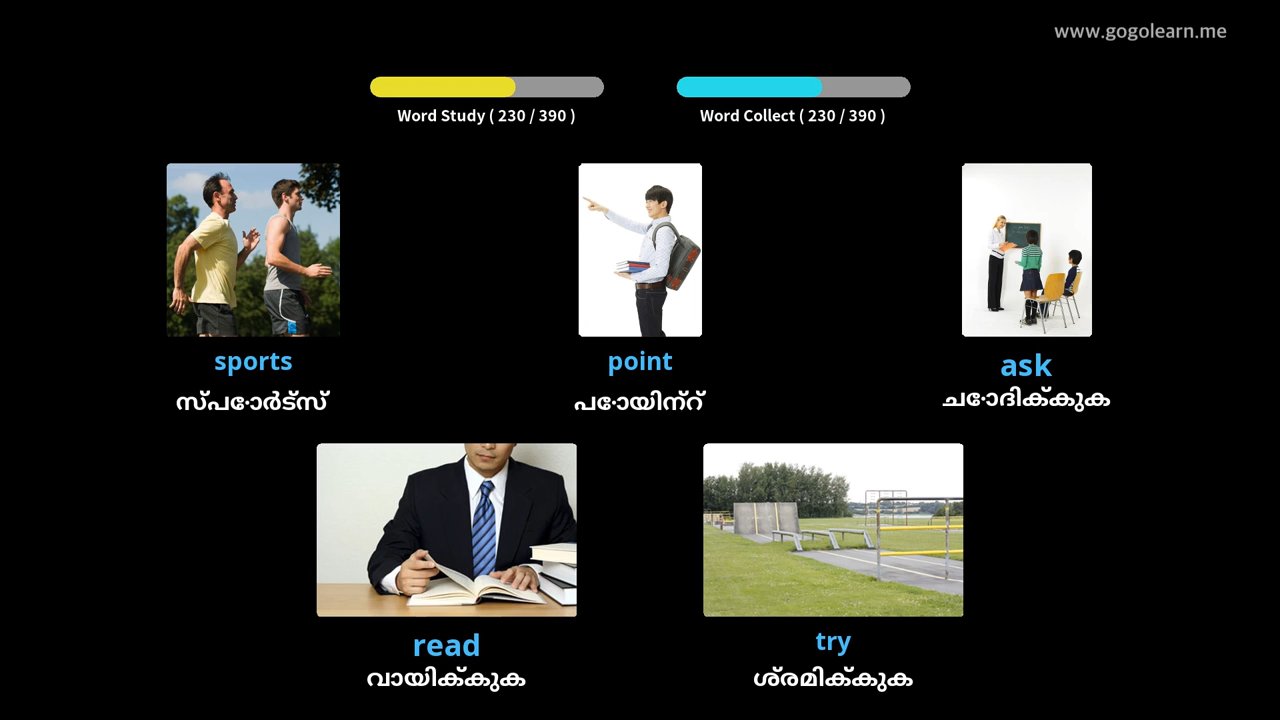 www.gogolearn.me
Word Study ( 230 / 390 )
Word Collect ( 230 / 390 )
sports
സ്പോർട്സ്
point
പോയിന്റ്
ask
ചോദിക്കുക
read
വായിക്കുക
try
ശ്രമിക്കുക